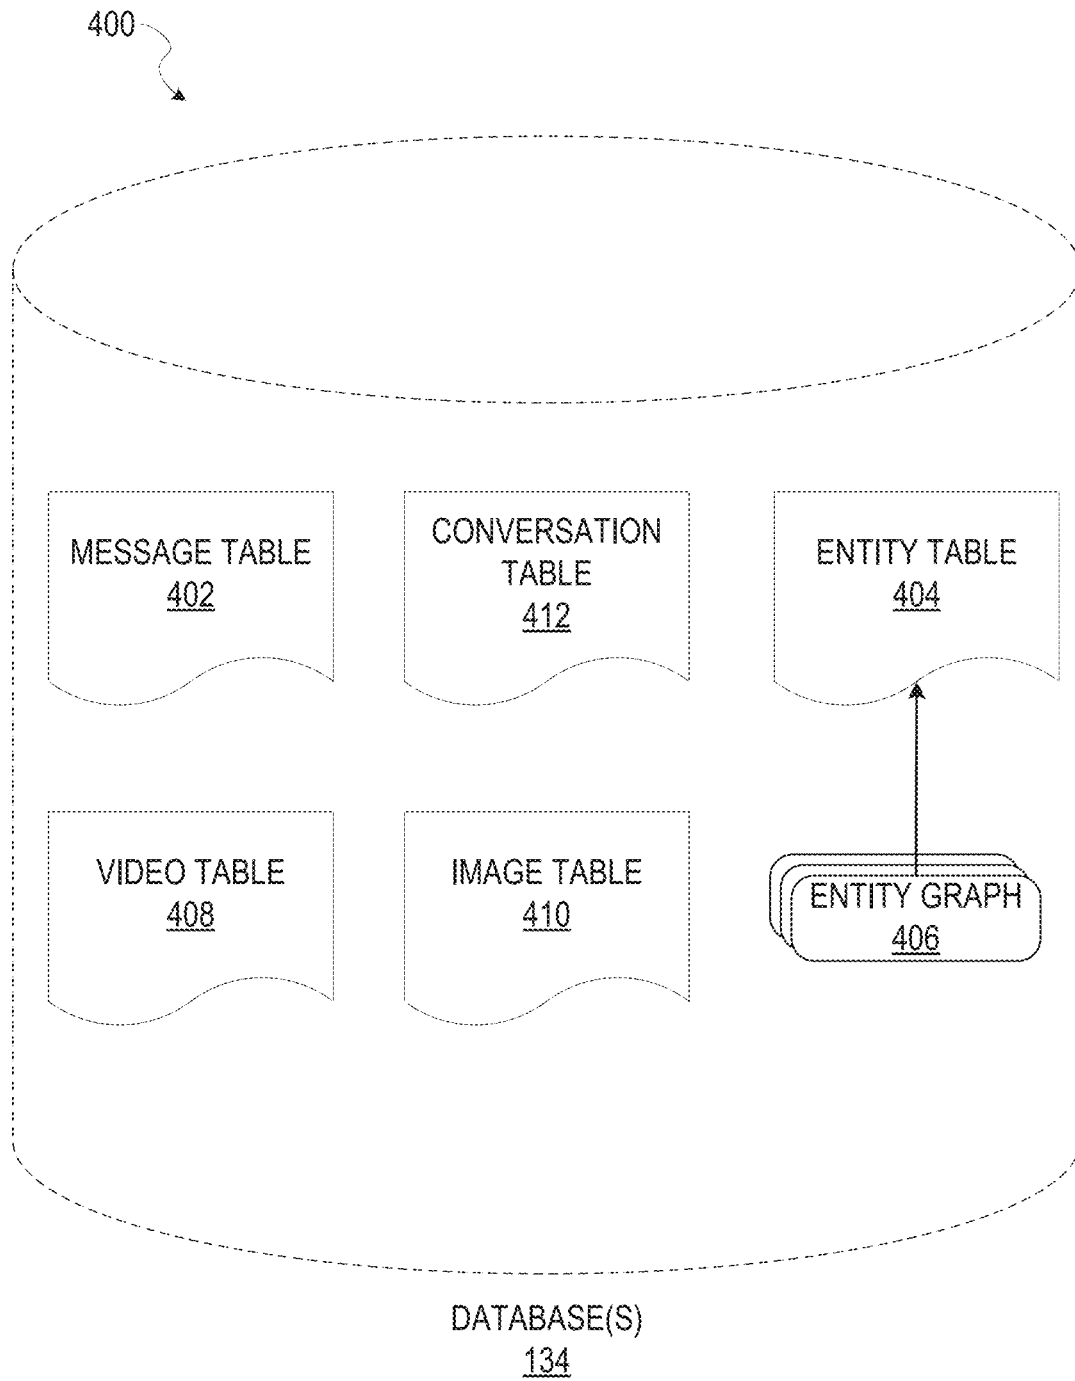 400
MESSAGE TABLE
402
CONVERSATION
TABLE
412
ENTITY TABLE
404
VIDEO TABLE
408
IMAGE TABLE
410
ENTITY GRAPH
406
DATABASE(S)
134